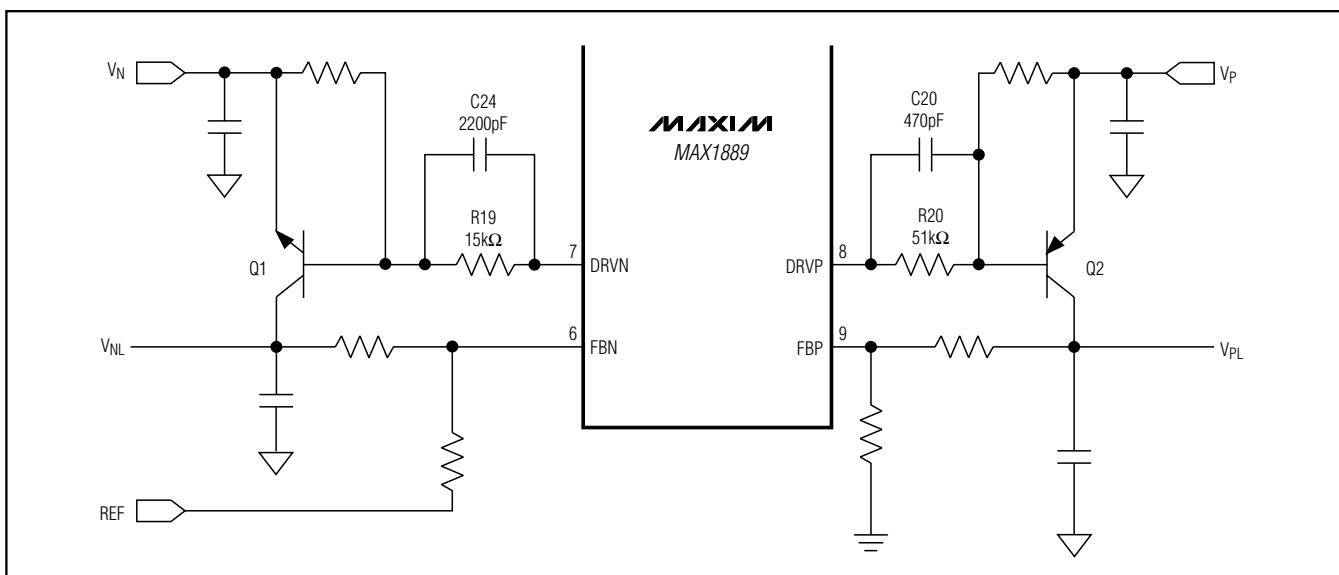 V_N
C24
2200pF
R19
15kΩ
Q1
7
DRVN
V_NL
6
FBN
REF
MAXIM
MAX1889
C20
470pF
R20
51kΩ
8
DRVP
9
FBP
V_P
Q2
V_PL